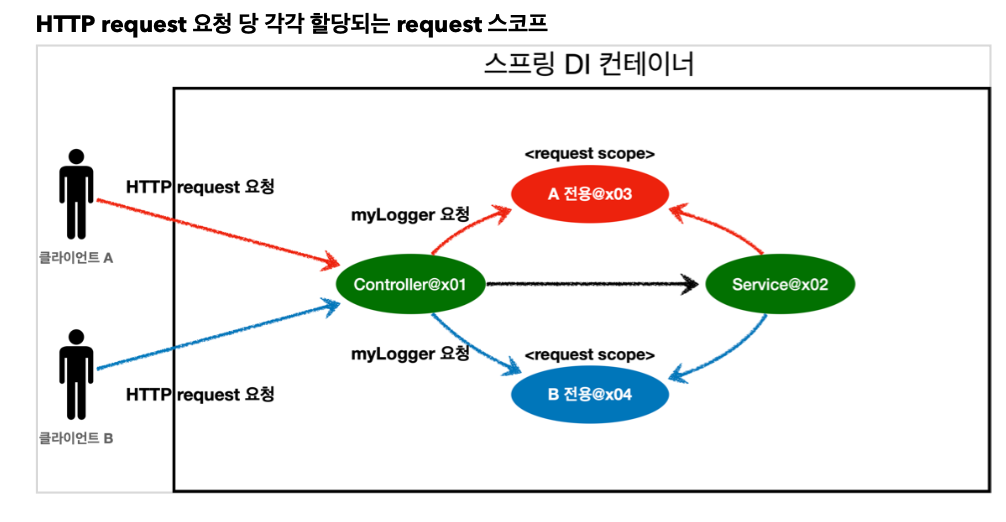 HTTP request 요청 당 각각 할당되는 request 스코프
스프링 DI 컨테이너
<request scope>
HTTP request 요청
A 전용@x03
myLogger 요청
클라이언트 A
Controller@x01
Service@x02
myLogger 요청
<request scope>
HTTP request 요청
B 전용@x04
클라이언트 B